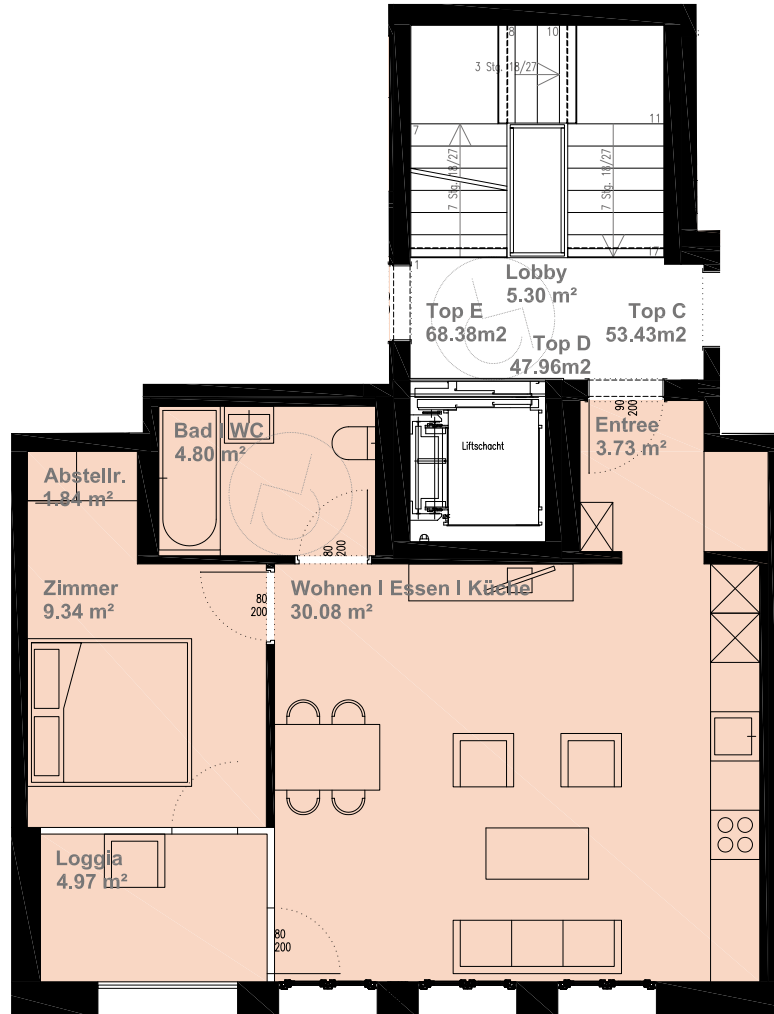 8
10
3 Stg. 18/27
7
11
7 Stg. 18/27
7 Stg. 18/27
1
17
Lobby
5.30 m²
Top E
68.38m2
Top C
53.43m2
Top D
47.96m2
90
200
Entree
3.73 m²
Bad I WC
4.80 m²
Liftschacht
Abstellr.
1.84 m²
80
200
Zimmer
9.34 m²
80
200
Wohnen I Essen I Küche
30.08 m²
Loggia
4.97 m²
80
200